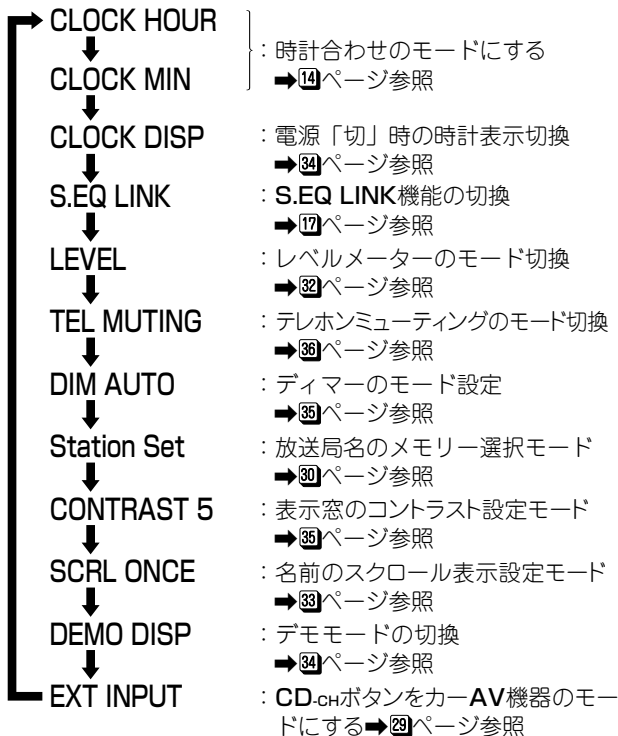 CLOCK HOUR
CLOCK MIN
：時計合わせのモードにする
➡14ページ参照
CLOCK DISP ：電源「切」時の時計表示切換
➡34ページ参照
S.EQ LINK ：S.EQ LINK機能の切換
➡17ページ参照
LEVEL ：レベルメーターのモード切換
➡32ページ参照
TEL MUTING ：テレホンミューティングのモード切換
➡36ページ参照
DIM AUTO ：ディマーのモード設定
➡35ページ参照
Station Set ：放送局名のメモリー選択モード
➡30ページ参照
CONTRAST 5 ：表示窓のコントラスト設定モード
➡35ページ参照
SCRL ONCE ：名前のスクロール表示設定モード
➡33ページ参照
DEMO DISP ：デモモードの切換
➡34ページ参照
EXT INPUT ：CD-CHボタンをカーAV機器のモー
ドにする➡29ページ参照